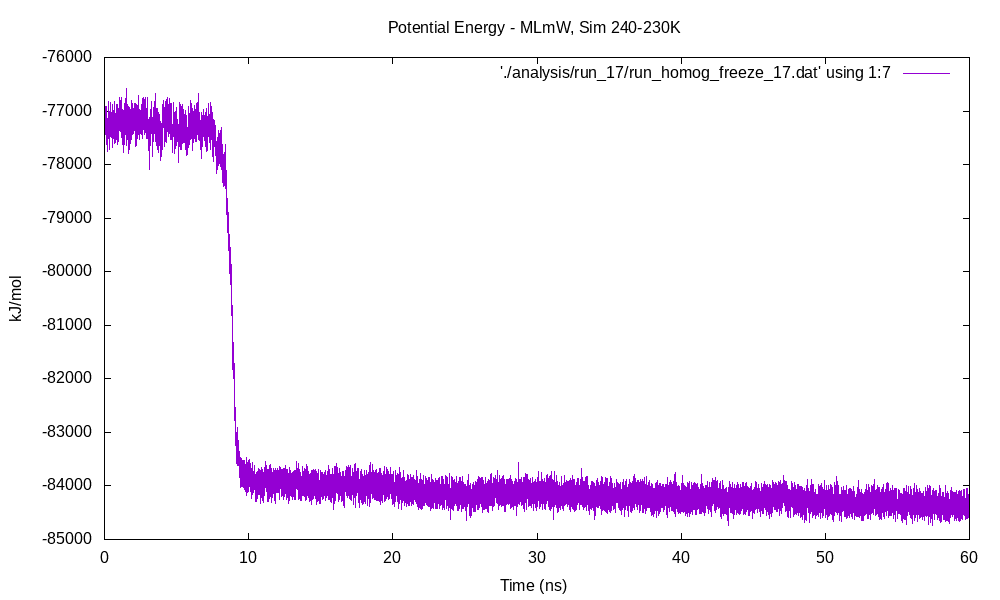 Potential Energy - MLmW, Sim 240-230K
'./analysis/run_17/run_homog_freeze_17.dat' using 1:7
-76000
-77000
-78000
-79000
-80000
-81000
-82000
-83000
-84000
-85000
kJ/mol
0 10 20 30 40 50 60
Time (ns)